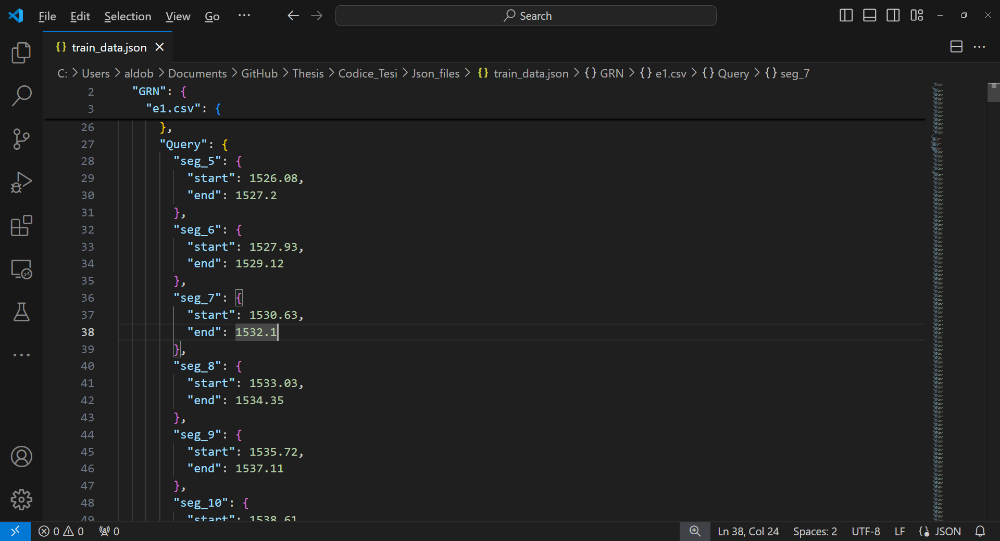 File Edit Selection View Go ··· Search
train_data.json
C: > Users > aldob > Documents > GitHub > Thesis > Codice_Tesi > Json_files > {} train_data.json > {} GRN > {} e1.csv > {} Query > {} seg_7
2 "GRN": {
3 "e1.csv": {
26 },
27 "Query": {
28 "seg_5": {
29 "start": 1526.08,
30 "end": 1527.2
31 },
32 "seg_6": {
33 "start": 1527.93,
34 "end": 1529.12
35 },
36 "seg_7": {
37 "start": 1530.63,
38 "end": 1532.1
39 },
40 "seg_8": {
41 "start": 1533.03,
42 "end": 1534.35
43 },
44 "seg_9": {
45 "start": 1535.72,
46 "end": 1537.11
47 },
48 "seg_10": {
49 "start": 1538.61
0 0 0 Ln 38, Col 24 Spaces: 2 UTF-8 LF {} JSON